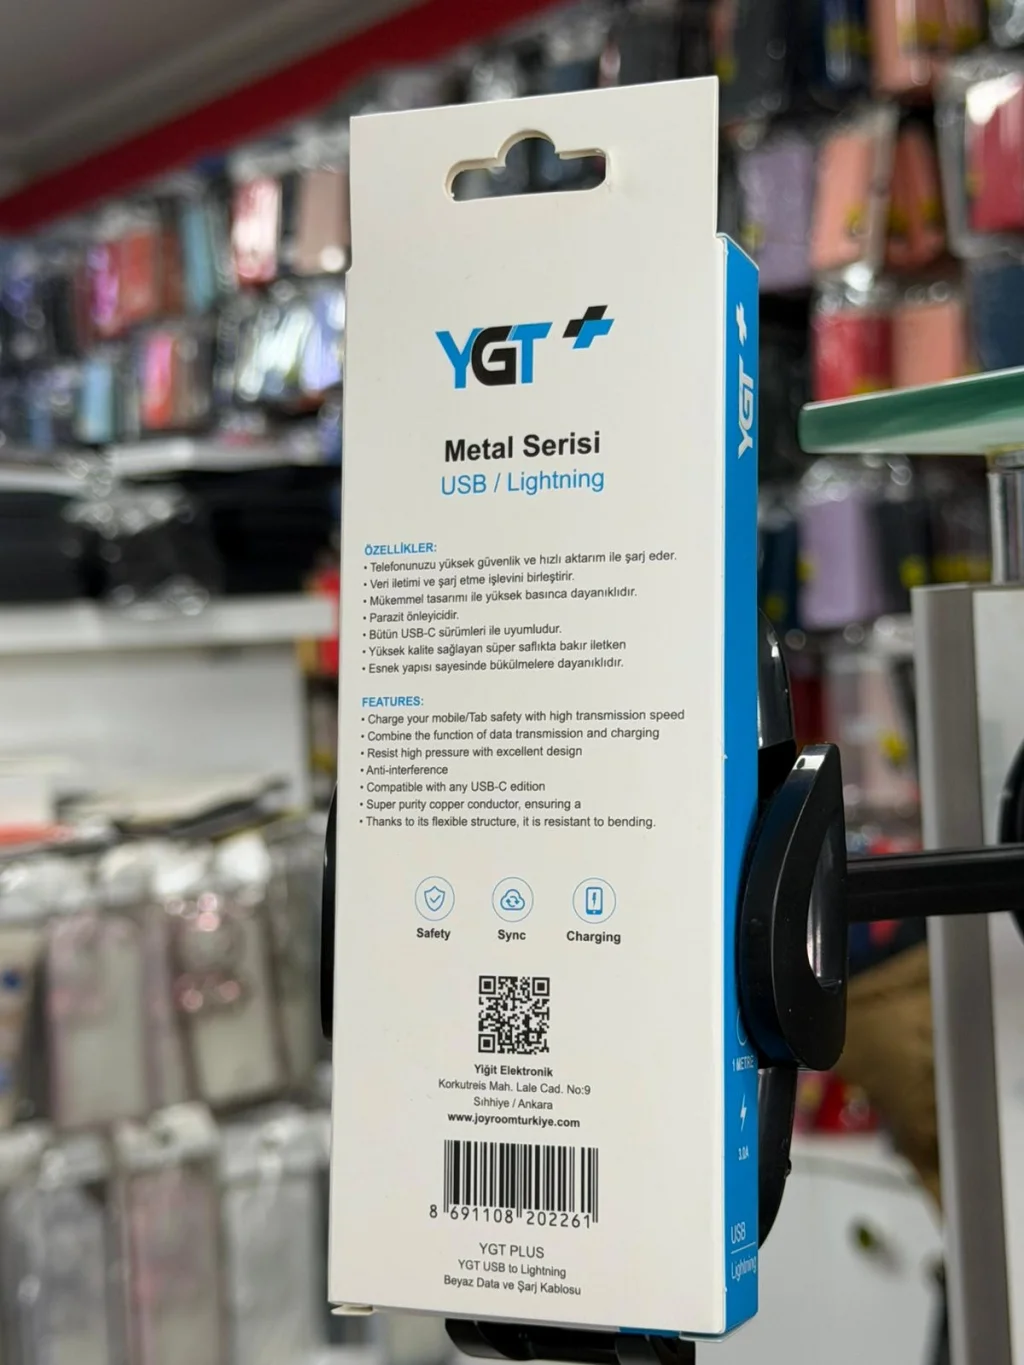 YGT
Metal Serisi
USB / Lightning
ÖZELLİKLER:
• Telefonunuzu yüksek güvenlik ve hızlı aktarım ile şarj eder.
• Veri iletimi ve şarj etme işlevini birleştirir.
• Mükemmel tasarımı ile yüksek basınca dayanıklıdır.
• Parazit önleyicidir.
• Bütün USB-C sürümleri ile uyumludur.
• Yüksek kalite sağlayan süper saflıkta bakır iletken
• Esnek yapısı sayesinde bükülmelere dayanıklıdır.
FEATURES:
• Charge your mobile/Tab safety with high transmission speed
• Combine the function of data transmission and charging
• Resist high pressure with excellent design
• Anti-interference
• Compatible with any USB-C edition
• Super purity copper conductor, ensuring a
• Thanks to its flexible structure, it is resistant to bending.
Safety Sync Charging
Yiğit Elektronik
Korkutreis Mah. Lale Cad. No:9
Sıhhiye / Ankara
www.joyroomturkiye.com
8 691108 202261
YGT PLUS
YGT USB to Lightning
Beyaz Data ve Şarj Kablosu
YGT
1 METRE
3.0A
USB
Lightning